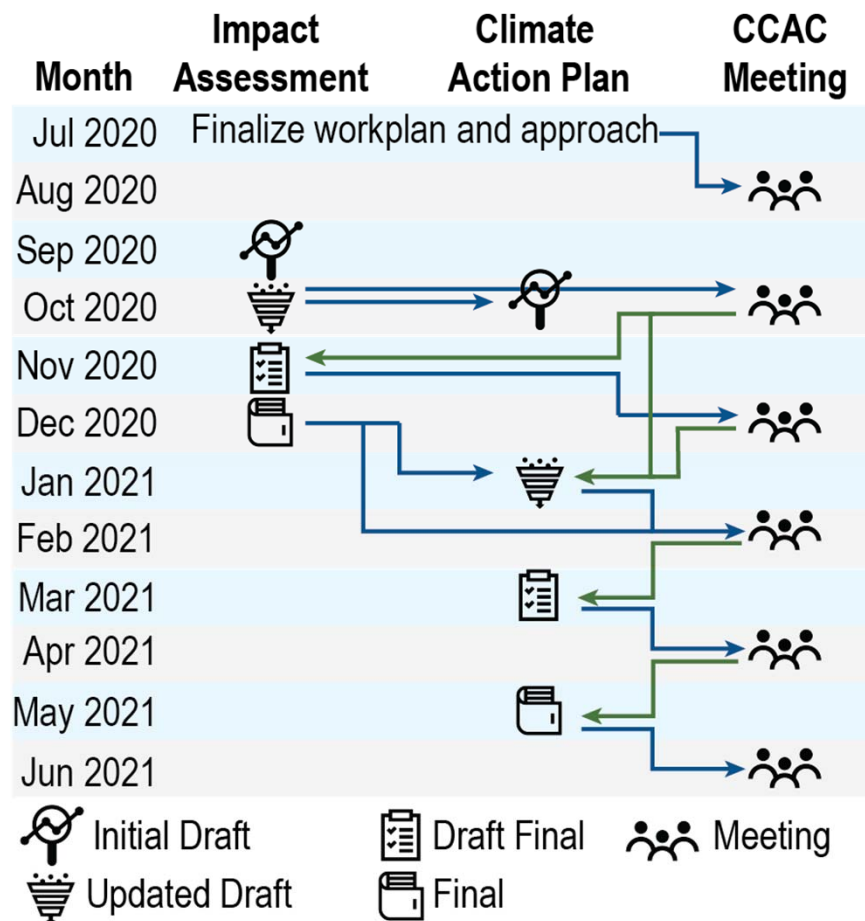 Impact Assessment
Climate Action Plan
CCAC Meeting
Month
Jul 2020
Finalize workplan and approach
Aug 2020
Sep 2020
Oct 2020
Nov 2020
Dec 2020
Jan 2021
Feb 2021
Mar 2021
Apr 2021
May 2021
Jun 2021
Initial Draft
Draft Final
Meeting
Updated Draft
Final